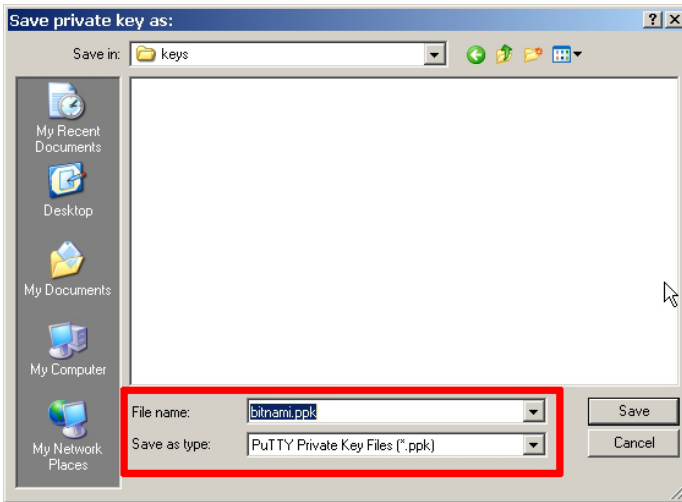 Save private key as:
Save in: keys
My Recent
Documents
Desktop
My Documents
My Computer
My Network
Places
File name: bitnami.ppk Save
Save as type: PuTTY Private Key Files (*.ppk) Cancel